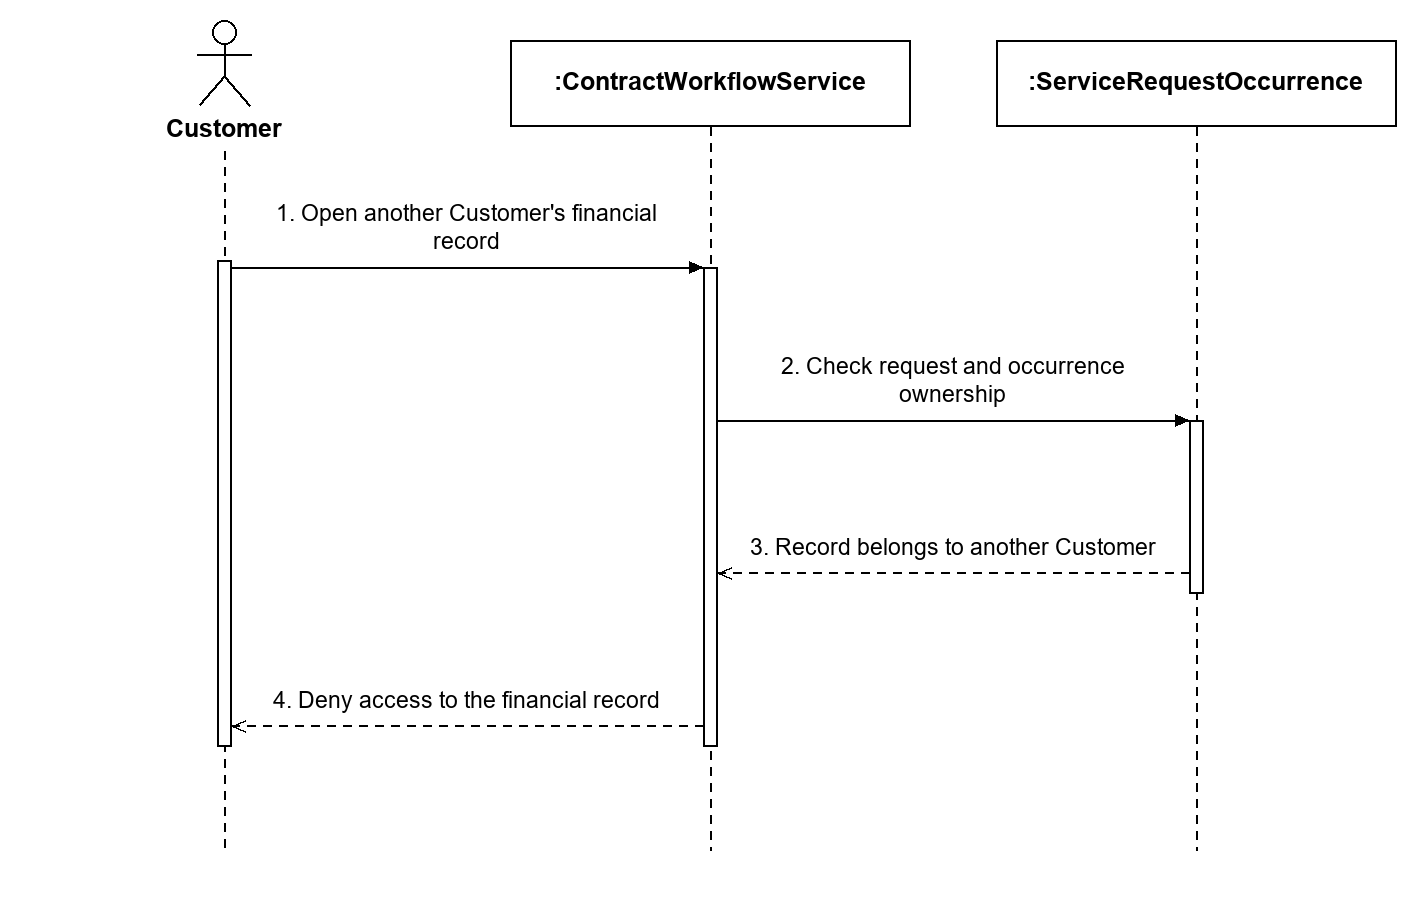 Customer
:ContractWorkflowService
:ServiceRequestOccurrence
1. Open another Customer's financial
record
2. Check request and occurrence
ownership
3. Record belongs to another Customer
4. Deny access to the financial record